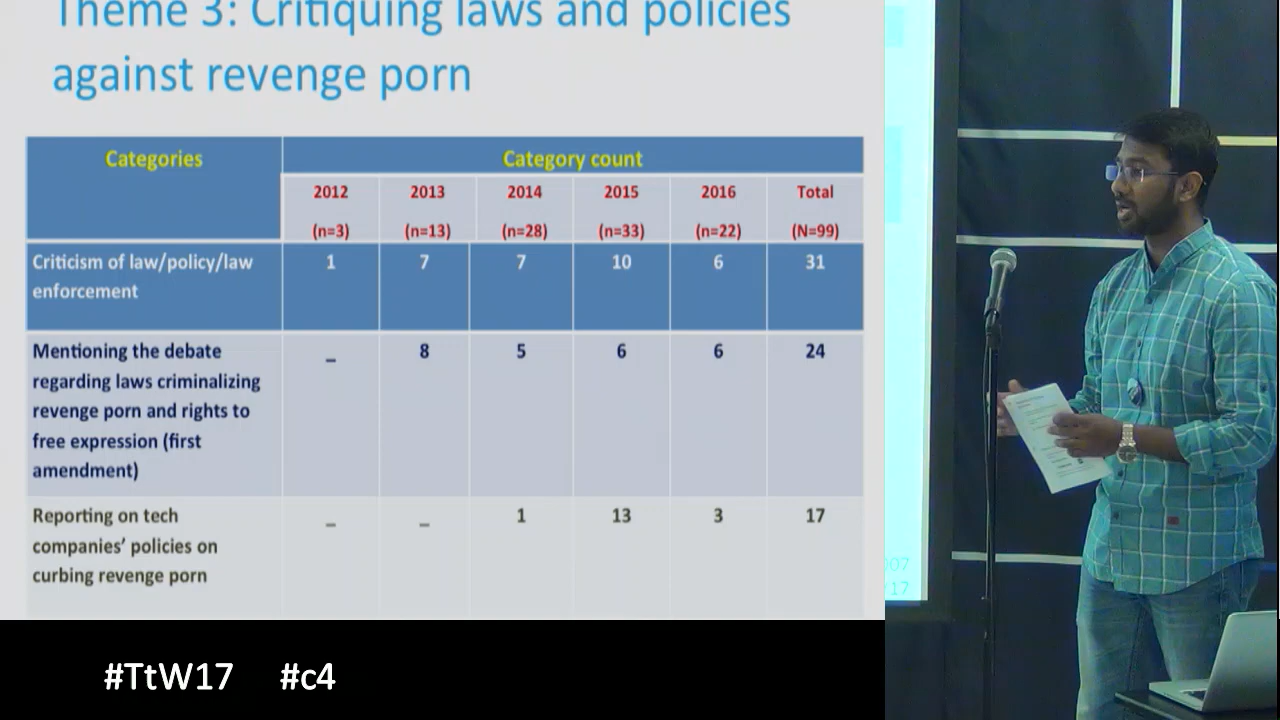 Theme 3: Critiquing laws and policies
against revenge porn
Categories
Category count
2012 2013 2014 2015 2016 Total
(n=3) (n=13) (n=28) (n=33) (n=22) (N=99)
Criticism of law/policy/law 1 7 7 10 6 31
enforcement
Mentioning the debate _ 8 5 6 6 24
regarding laws criminalizing
revenge porn and rights to
free expression (first
amendment)
Reporting on tech _ _ 1 13 3 17
companies' policies on
curbing revenge porn
07
17
#TtW17 #c4